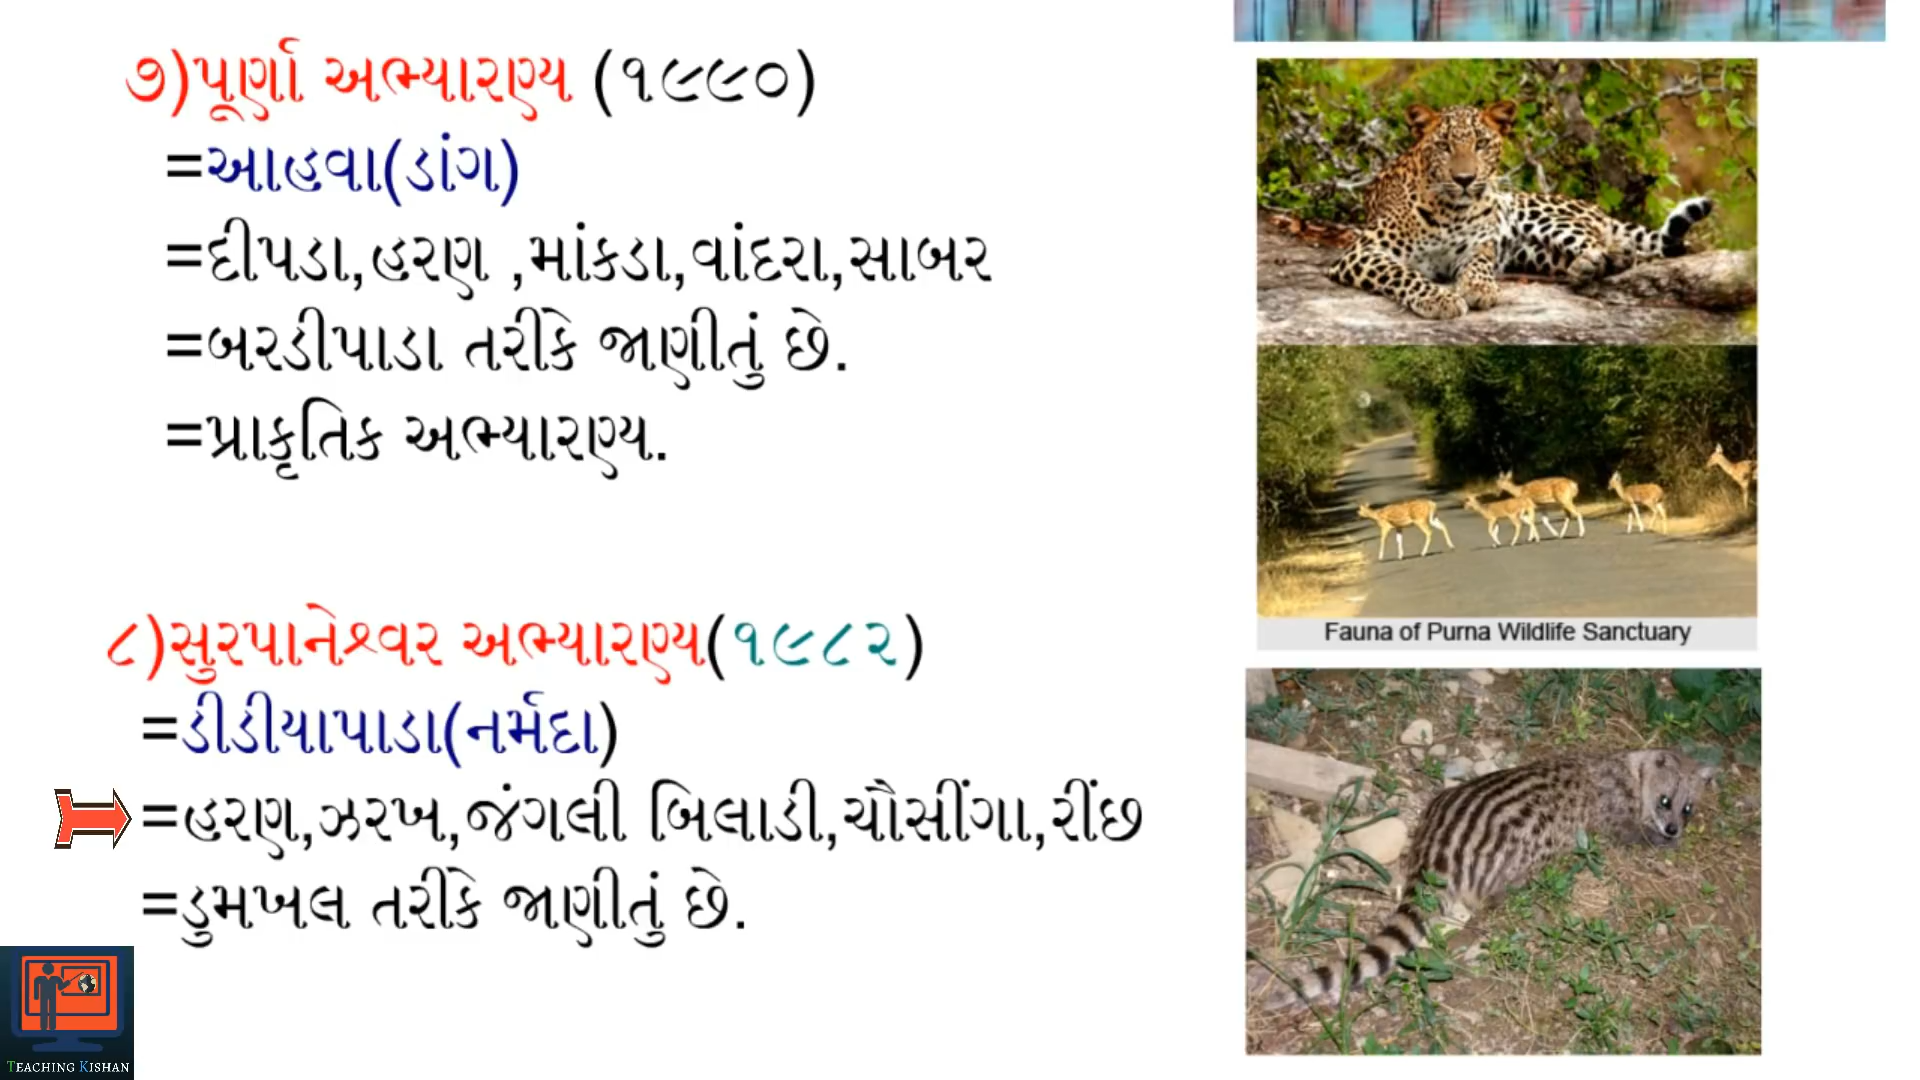 ૭)પૂર્ણા અભ્યારણ્ય (૧૯૯૦)
=આહવા(ડાંગ)
=દીપડા,હરણ ,માંકડા,વાંદરા,સાબર
=બરડીપાડા તરીકે જાણીતું છે.
=પ્રાકૃતિક અભ્યારણ્ય.
Fauna of Purna Wildlife Sanctuary
૮)સુરપાનેશ્વર અભ્યારણ્ય(૧૯૮૨)
=ડીડીયાપાડા(નર્મદા)
=હરણ,ઝરખ,જંગલી બિલાડી,ચૌસીંગા,રીંછ
=ડુમખલ તરીકે જાણીતું છે.
TEACHING KISHAN